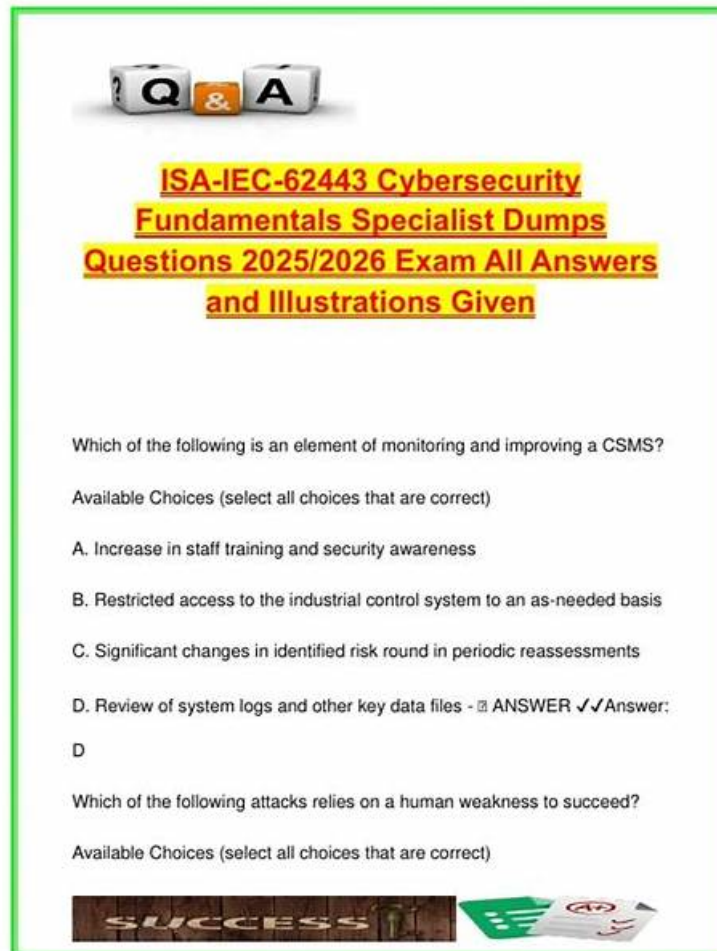 ? Q & A !
ISA-IEC-62443 Cybersecurity
Fundamentals Specialist Dumps
Questions 2025/2026 Exam All Answers
and Illustrations Given
Which of the following is an element of monitoring and improving a CSMS?
Available Choices (select all choices that are correct)
A. Increase in staff training and security awareness
B. Restricted access to the industrial control system to an as-needed basis
C. Significant changes in identified risk round in periodic reassessments
D. Review of system logs and other key data files - ⍰ ANSWER ✓✓Answer:
D
Which of the following attacks relies on a human weakness to succeed?
Available Choices (select all choices that are correct)
SUCCESS A+